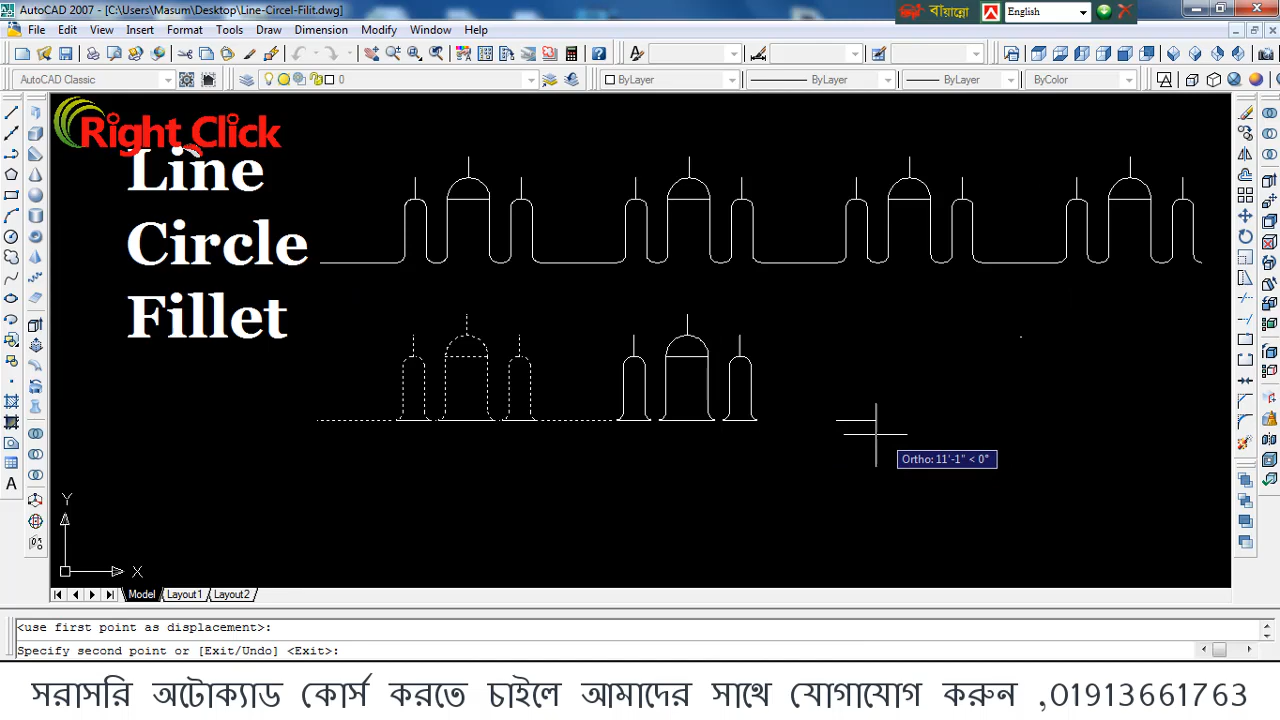 AutoCAD 2007 - [C:\Users\Masum\Desktop\Line-Circel-Filit.dwg]
বায়ান্নো English
File Edit View Insert Format Tools Draw Dimension Modify Window Help
AutoCAD Classic 0 ByLayer ByLayer ByLayer ByColor
Right Click
Line
Circle
Fillet
Ortho: 11'-1" < 0°
Y
X
Model Layout1 Layout2
<use first point as displacement>:
Specify second point or [Exit/Undo] <Exit>:
সরাসরি অটোক্যাড কোর্স করতে চাইলে আমাদের সাথে যোগাযোগ করুন ,01913661763